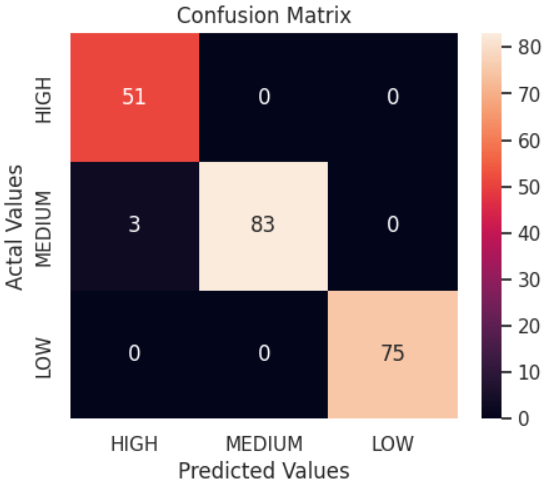 Confusion Matrix
HIGH
MEDIUM
LOW
Actal Values
51 0 0
3 83 0
0 0 75
HIGH MEDIUM LOW
Predicted Values
80
70
60
50
40
30
20
10
0